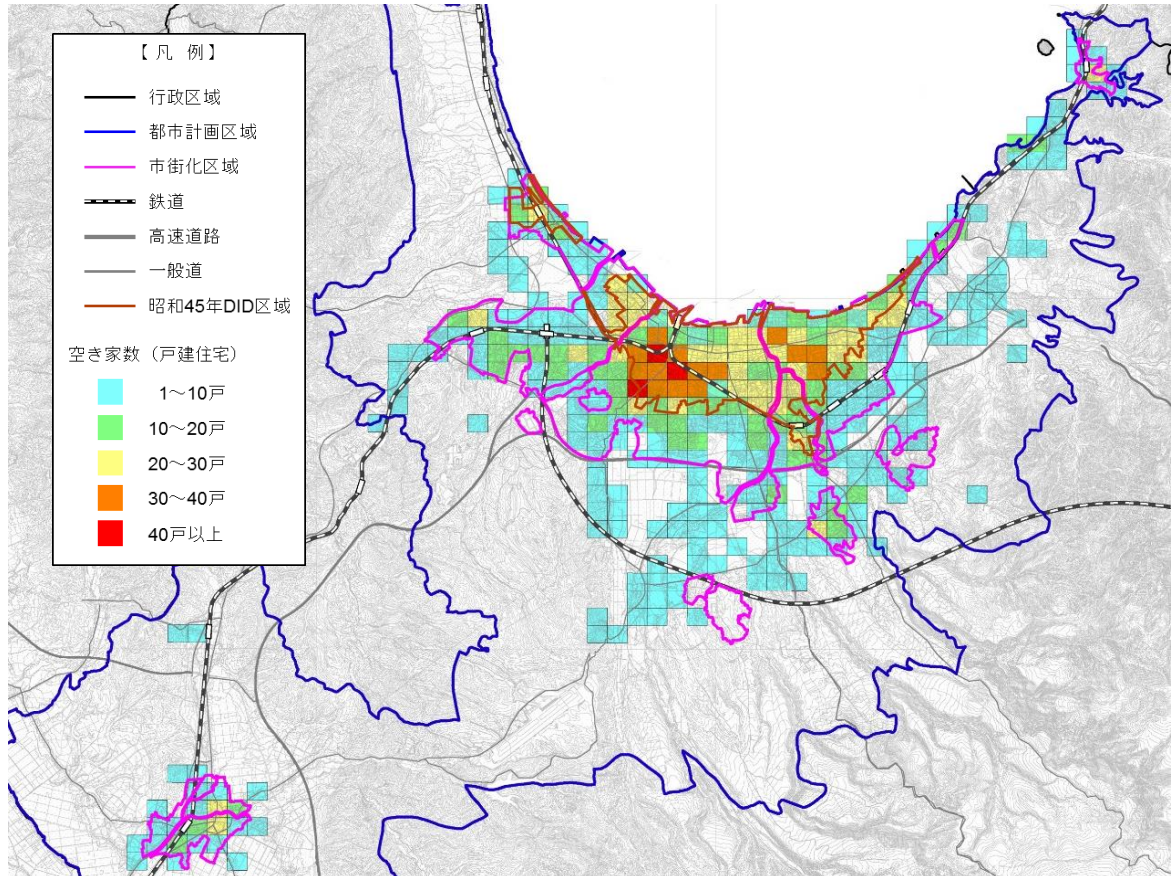 【凡 例】
行政区域
都市計画区域
市街化区域
鉄道
高速道路
一般道
昭和45年DID区域
空き家数（戸建住宅）
1～10戸
10～20戸
20～30戸
30～40戸
40戸以上